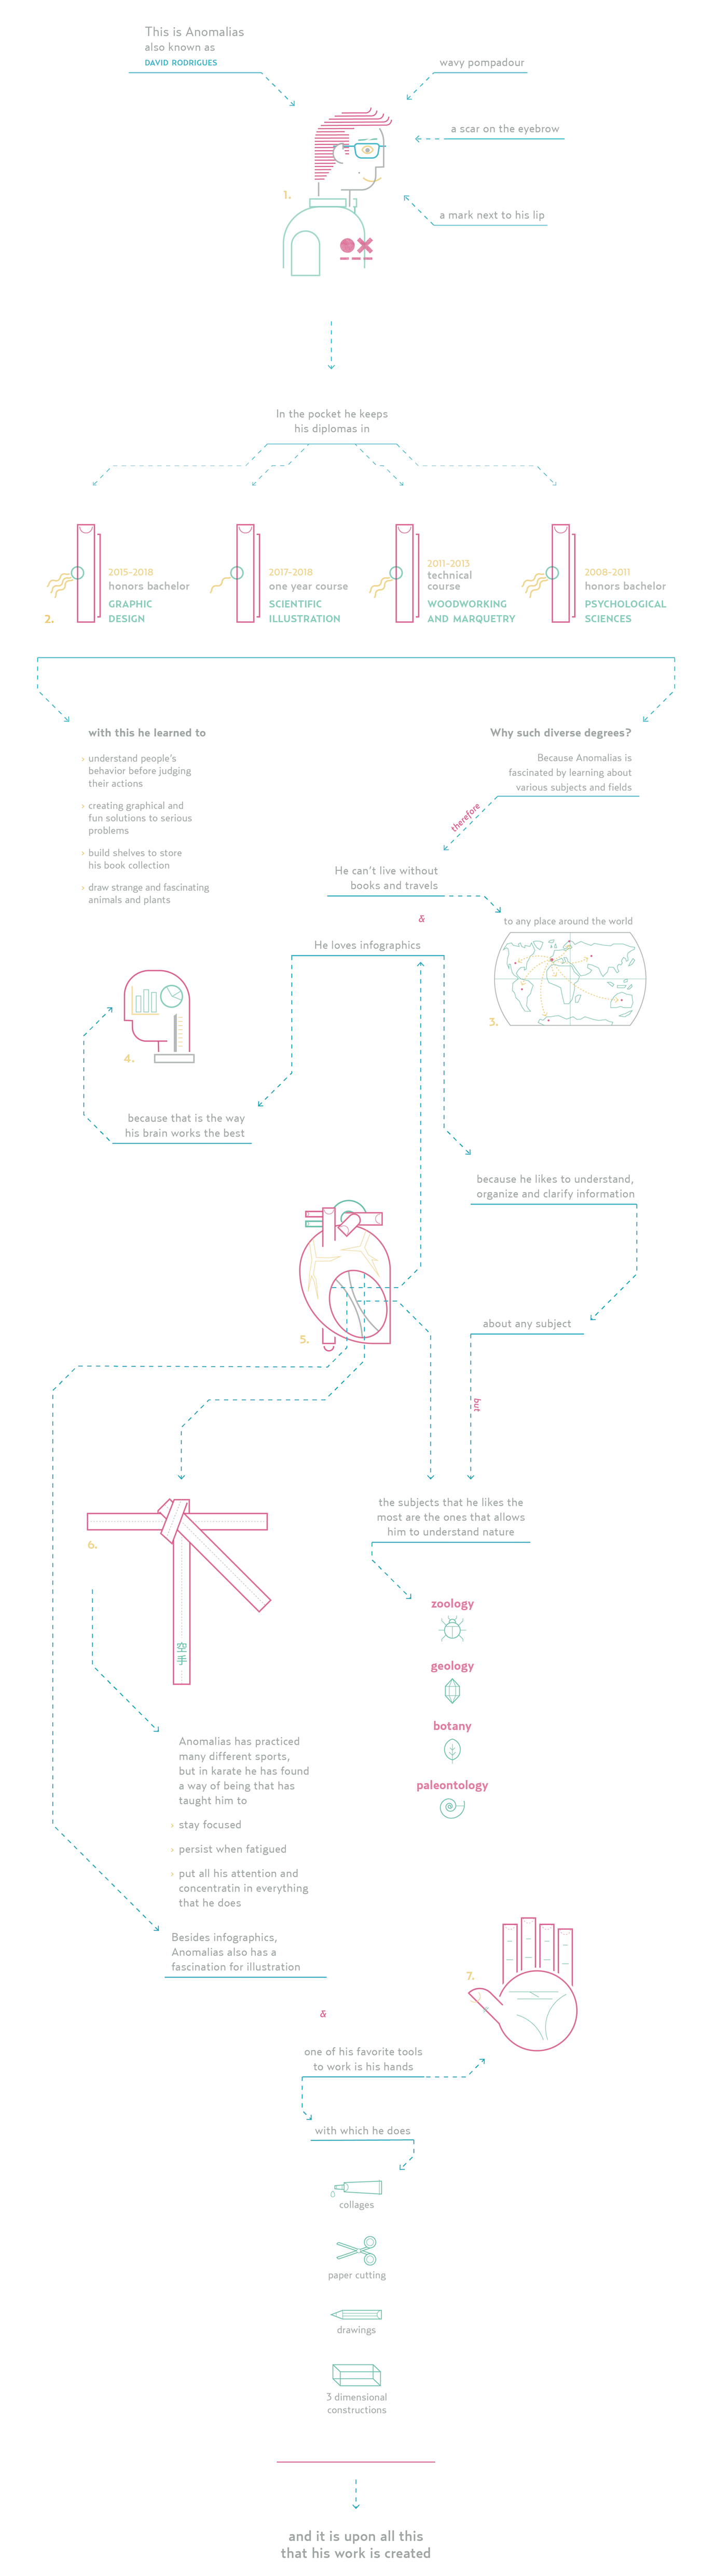 This is Anomalias
also known as
DAVID RODRIGUES
wavy pompadour
a scar on the eyebrow
a mark next to his lip
1.
In the pocket he keeps
his diplomas in
2015-2018
honors bachelor
GRAPHIC
DESIGN
2017-2018
one year course
SCIENTIFIC
ILLUSTRATION
2011-2013
technical
course
WOODWORKING
AND MARQUETRY
2008-2011
honors bachelor
PSYCHOLOGICAL
SCIENCES
2.
with this he learned to
› understand people's
behavior before judging
their actions
› creating graphical and
fun solutions to serious
problems
› build shelves to store
his book collection
› draw strange and fascinating
animals and plants
Why such diverse degrees?
Because Anomalias is
fascinated by learning about
various subjects and fields
therefore
He can't live without
books and travels
to any place around the world
3.
&
He loves infographics
4.
because that is the way
his brain works the best
because he likes to understand,
organize and clarify information
about any subject
5.
but
the subjects that he likes the
most are the ones that allows
him to understand nature
zoology
geology
botany
paleontology
6.
空
手
Anomalias has practiced
many different sports,
but in karate he has found
a way of being that has
taught him to
› stay focused
› persist when fatigued
› put all his attention and
concentratin in everything
that he does
Besides infographics,
Anomalias also has a
fascination for illustration
7.
&
one of his favorite tools
to work is his hands
with which he does
collages
paper cutting
drawings
3 dimensional
constructions
and it is upon all this
that his work is created